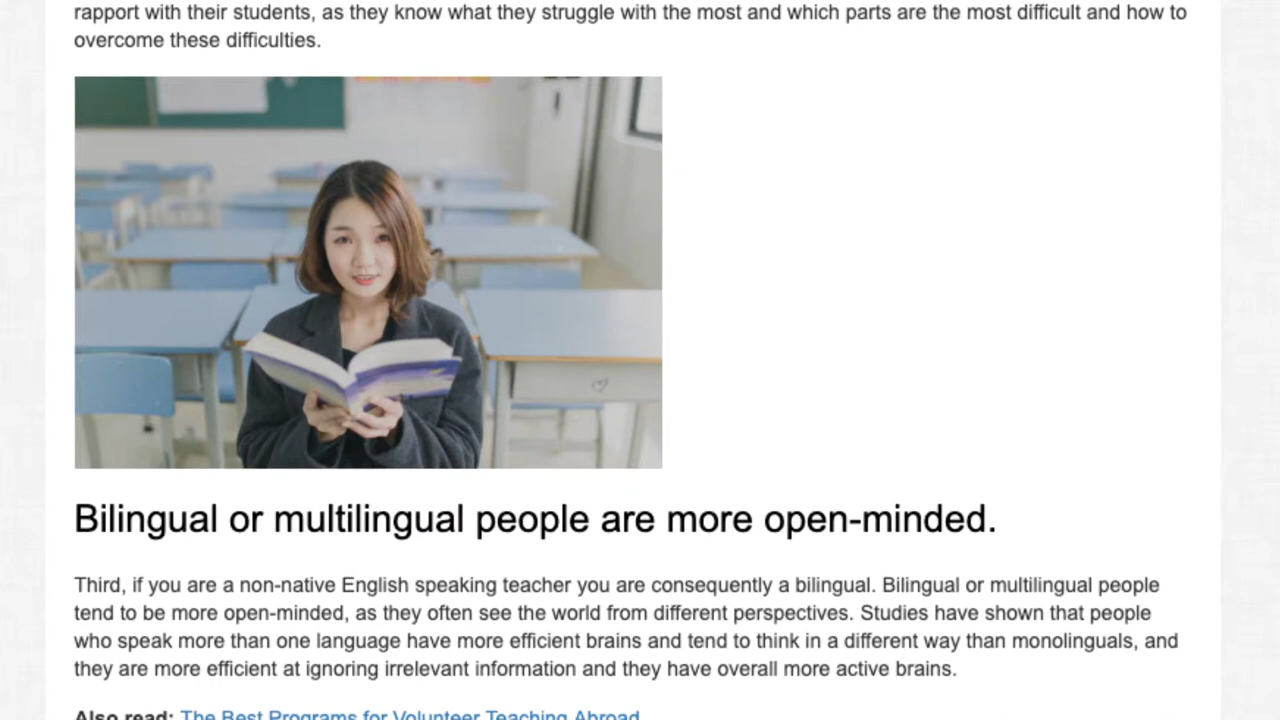 rapport with their students, as they know what they struggle with the most and which parts are the most difficult and how to
overcome these difficulties.
Bilingual or multilingual people are more open-minded.
Third, if you are a non-native English speaking teacher you are consequently a bilingual. Bilingual or multilingual people
tend to be more open-minded, as they often see the world from different perspectives. Studies have shown that people
who speak more than one language have more efficient brains and tend to think in a different way than monolinguals, and
they are more efficient at ignoring irrelevant information and they have overall more active brains.
Also read: The Best Programs for Volunteer Teaching Abroad